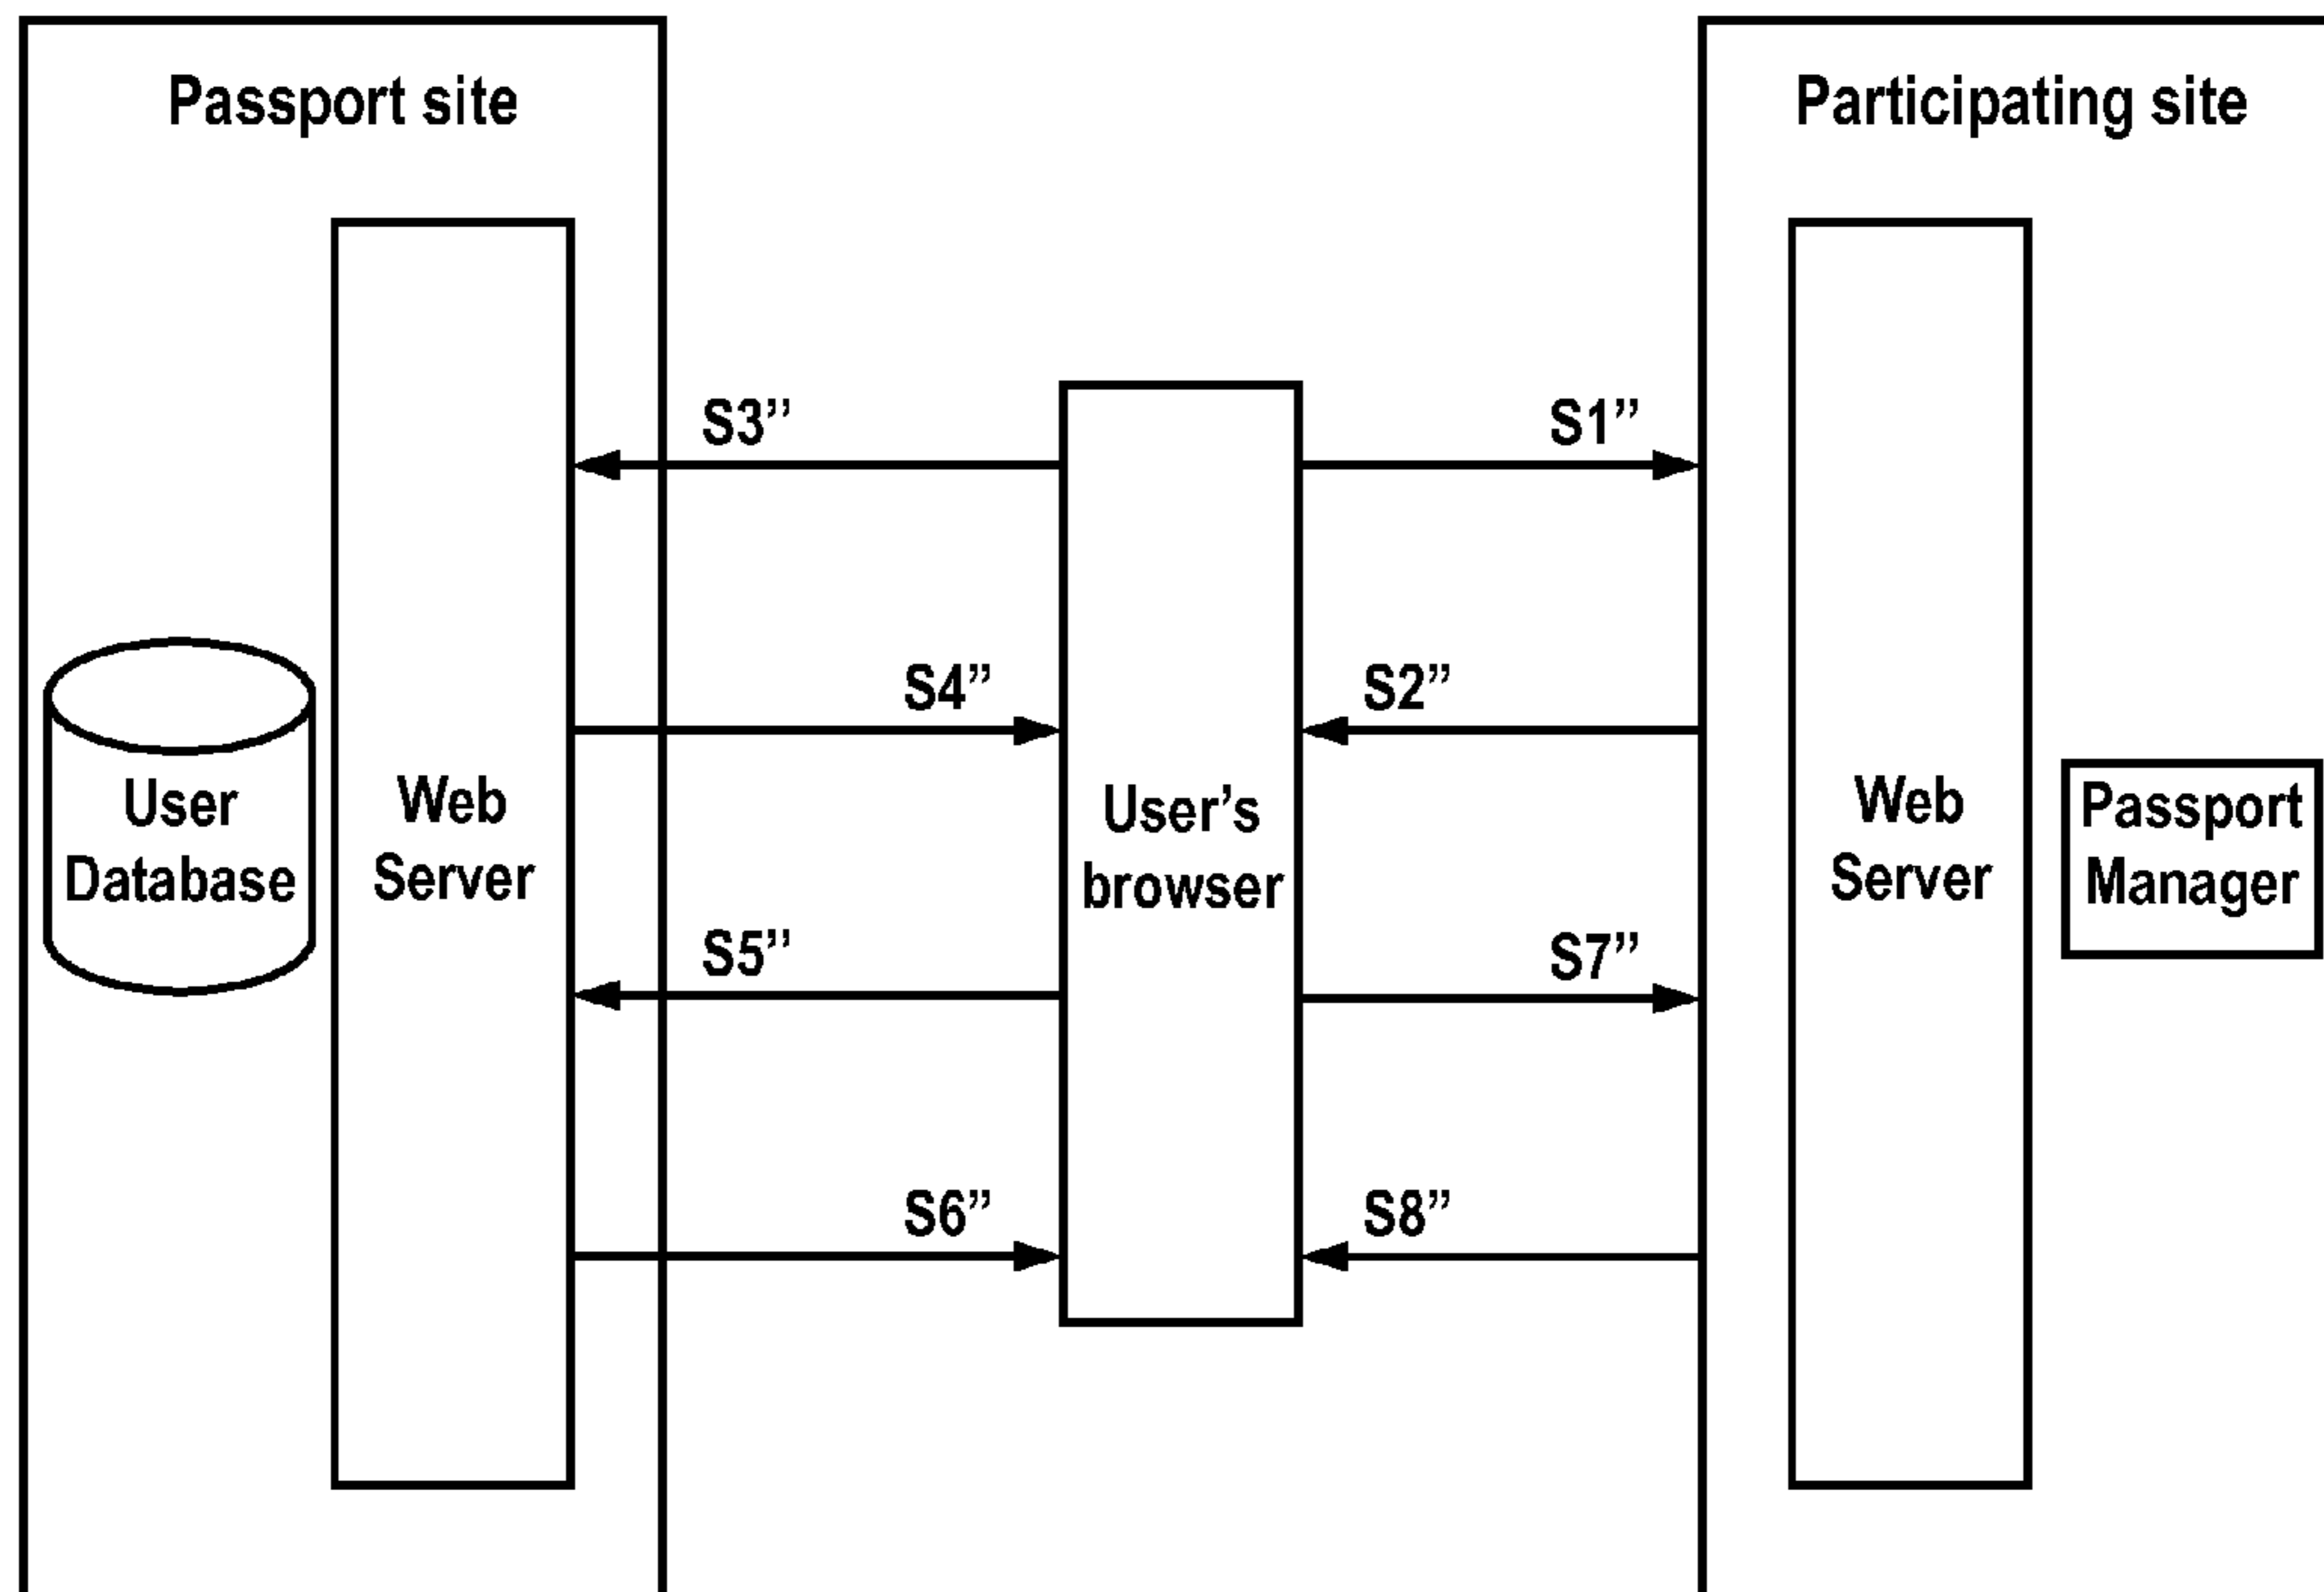 Passport site
Participating site
S3”
S1”
S4”
S2”
User
Database
Web
Server
User’s
browser
Web
Server
Passport
Manager
S5”
S7”
S6”
S8”